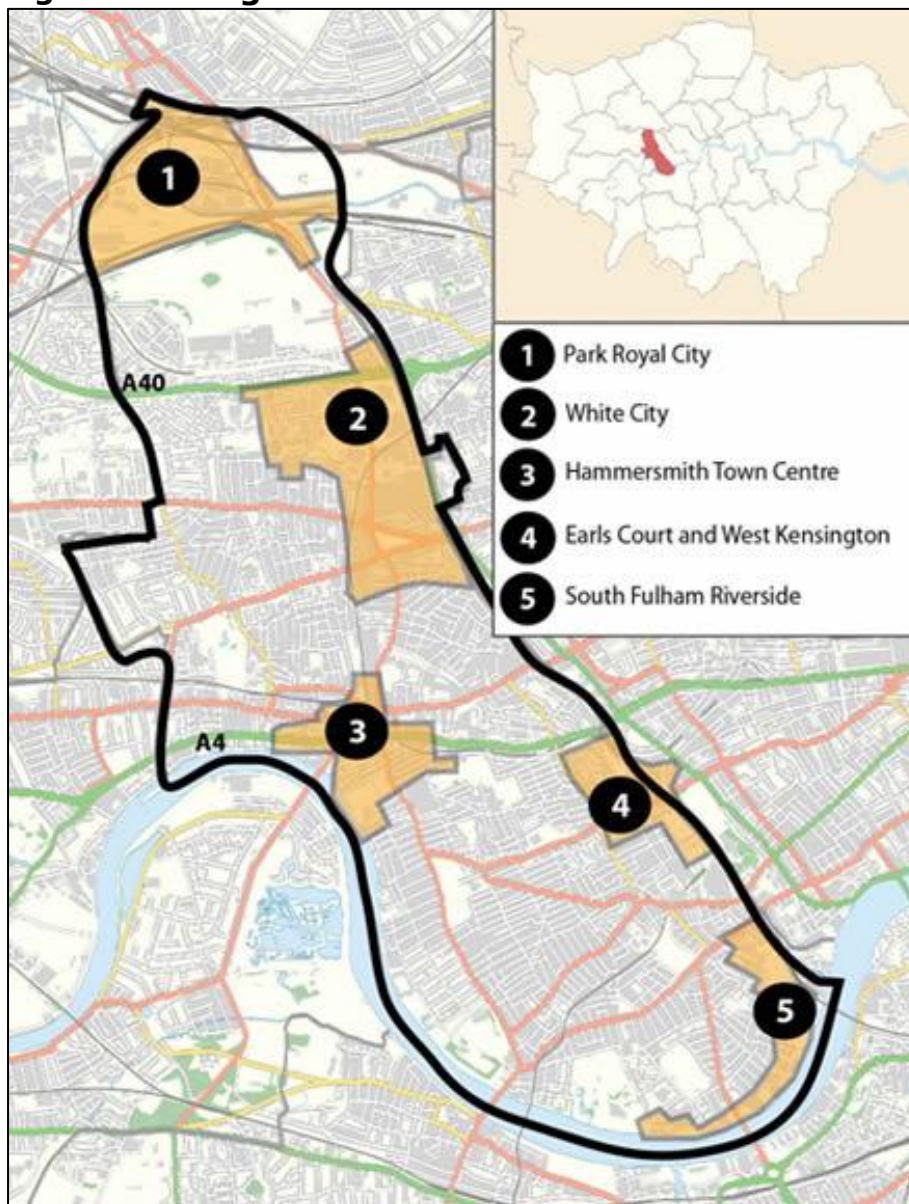 1
1 Park Royal City
A40
2
2 White City
3 Hammersmith Town Centre
4 Earls Court and West Kensington
5 South Fulham Riverside
3
A4
4
5